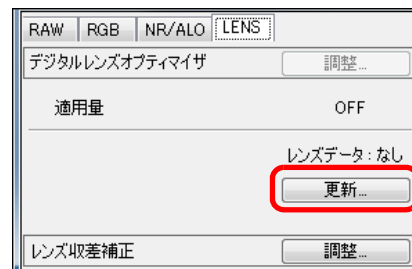 RAW RGB NR/ALO LENS
デジタルレンズオプティマイザ 調整...
適用量 OFF
レンズデータ:なし
更新...
レンズ収差補正 調整...